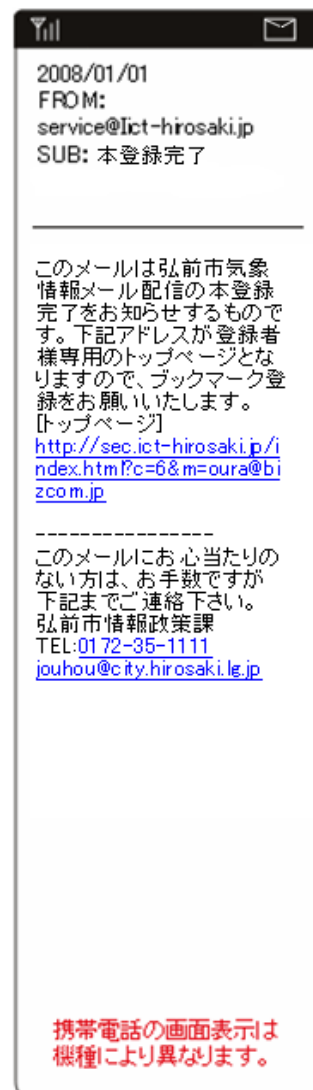 2008/01/01
FROM:
service@Iict-hirosaki.jp
SUB: 本登録完了
このメールは弘前市気象
情報メール配信の本登録
完了をお知らせするもので
す。下記アドレスが登録者
様専用のトップページとな
りますので、ブックマーク登
録をお願いいたします。
[トップページ]
http://sec.ict-hirosaki.jp/i
ndex.html?c=6&m=oura@bi
zcom.jp
----------------
このメールにお心当たりの
ない方は、お手数ですが
下記までご連絡下さい。
弘前市情報政策課
TEL:0172-35-1111
jouhou@city.hirosaki.lg.jp
携帯電話の画面表示は
機種により異なります。